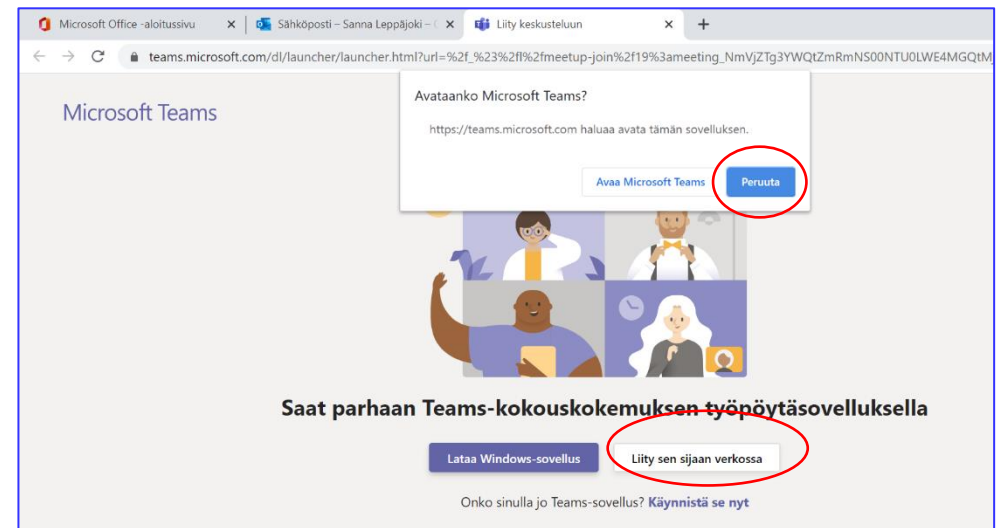 Microsoft Office -aloitussivu
Sähköposti – Sanna Leppäjoki –
Liity keskusteluun
teams.microsoft.com/dl/launcher/launcher.html?url=%2f_%23%2fl%2fmeetup-join%2f19%3ameeting_NmVjZTg3YWQtZmRmNS00NTU0LWE4MGQtM
Microsoft Teams
Avataanko Microsoft Teams?
https://teams.microsoft.com haluaa avata tämän sovelluksen.
Avaa Microsoft Teams
Peruuta
Saat parhaan Teams-kokouskokemuksen työpöytäsovelluksella
Lataa Windows-sovellus
Liity sen sijaan verkossa
Onko sinulla jo Teams-sovellus? Käynnistä se nyt